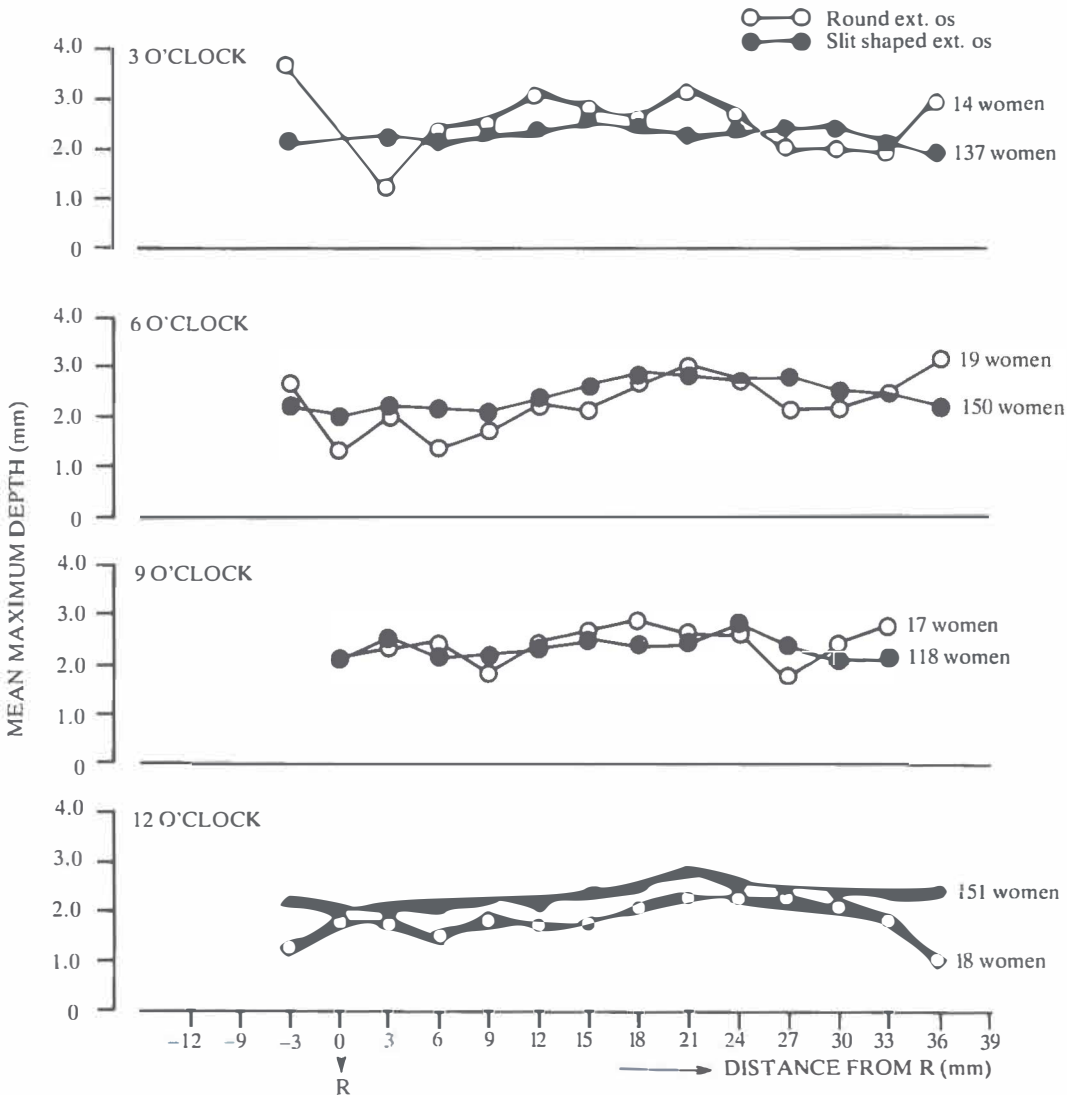 Round ext. os
Slit shaped ext. os
MEAN MAXIMUM DEPTH (mm)
3 O'CLOCK
4.0
3.0
2.0
1.0
0
14 women
137 women
6 O'CLOCK
4.0
3.0
2.0
1.0
0
19 women
150 women
9 O'CLOCK
4.0
3.0
2.0
1.0
0
17 women
118 women
12 O'CLOCK
4.0
3.0
2.0
1.0
0
151 women
18 women
-12 -9 -3 0 3 6 9 12 15 18 21 24 27 30 33 36 39
R
DISTANCE FROM R (mm)